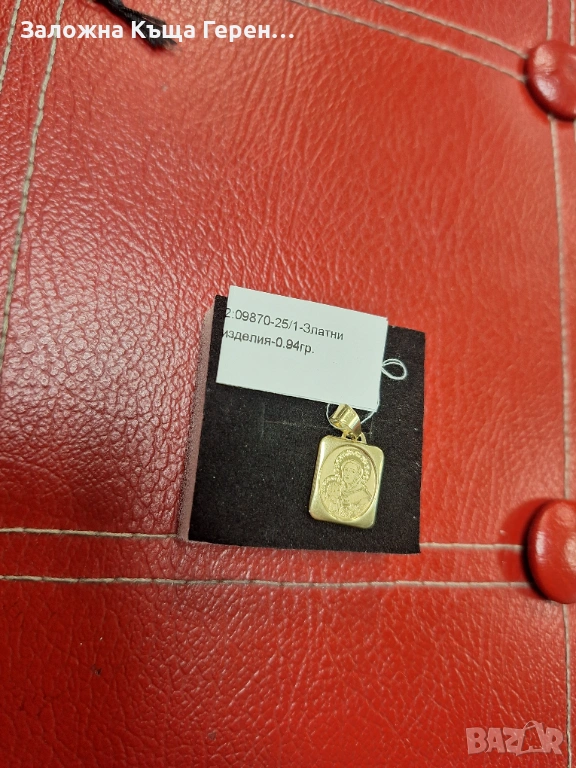 Заложна Къща Герен...
2:09870-25/1-Златни
изделия-0.94гр.
BAZAR